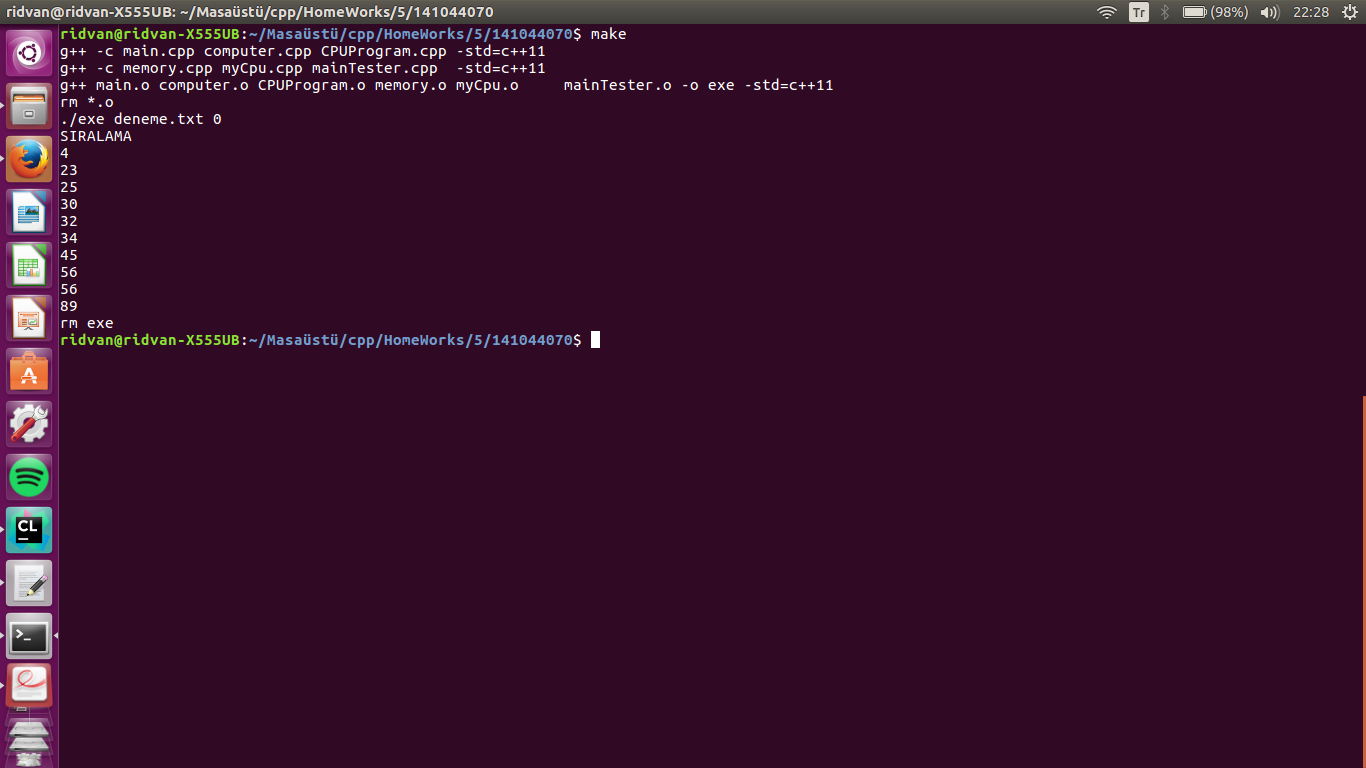 ridvan@ridvan-X555UB: ~/Masaüstü/cpp/HomeWorks/5/141044070
Tr
(98%)
22:28
ridvan@ridvan-X555UB:~/Masaüstü/cpp/HomeWorks/5/141044070$ make
g++ -c main.cpp computer.cpp CPUProgram.cpp -std=c++11
g++ -c memory.cpp myCpu.cpp mainTester.cpp  -std=c++11
g++ main.o computer.o CPUProgram.o memory.o myCpu.o     mainTester.o -o exe -std=c++11
rm *.o
./exe deneme.txt 0
SIRALAMA
4
23
25
30
32
34
45
56
56
89
rm exe
ridvan@ridvan-X555UB:~/Masaüstü/cpp/HomeWorks/5/141044070$
CL